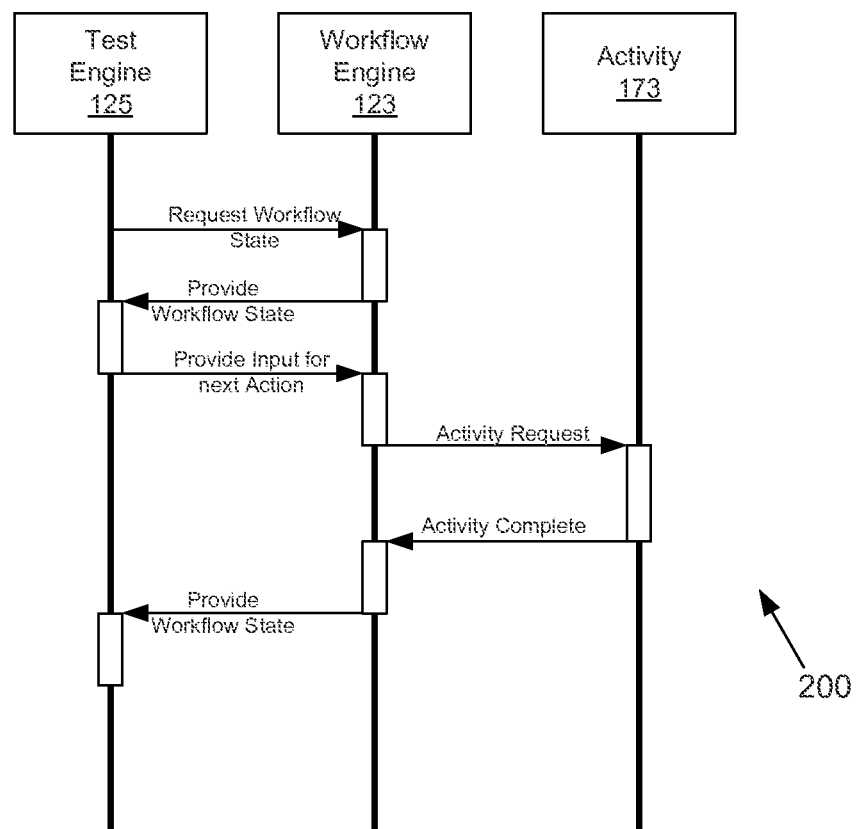 Test
Engine
125
Workflow
Engine
123
Activity
173
Request Workflow
State
Provide
Workflow State
Provide Input for
next Action
Activity Request
Activity Complete
Provide
Workflow State
200